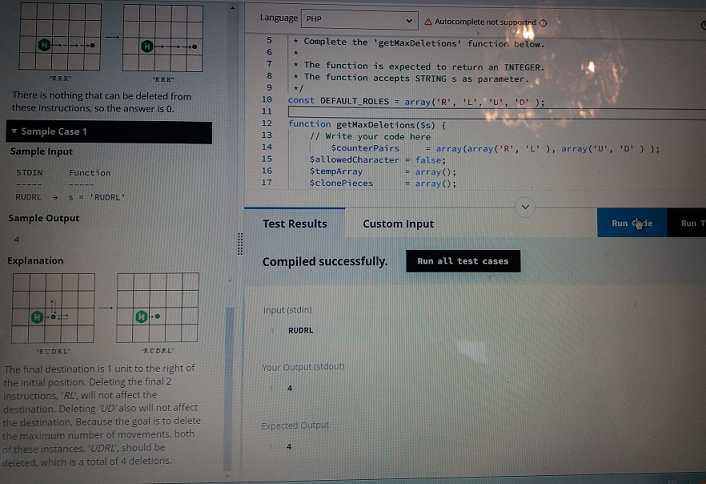 "RRR"
"RRR"
There is nothing that can be deleted from
these instructions, so the answer is 0.
▼ Sample Case 1
Sample Input
STDIN Function
----- -----
RUDRL → s = 'RUDRL'
Sample Output
4
Explanation
H
H
"RUDRL"
"RUDRL"
The final destination is 1 unit to the right of
the initial position. Deleting the final 2
instructions, 'RL', will not affect the
destination. Deleting 'UD' also will not affect
the destination. Because the goal is to delete
the maximum number of movements, both
of these instances, 'UDRL', should be
deleted, which is a total of 4 deletions.
Language PHP Autocomplete not supported
5 * Complete the 'getMaxDeletions' function below.
6 *
7 * The function is expected to return an INTEGER.
8 * The function accepts STRING s as parameter.
9 */
10 const DEFAULT_ROLES = array('R', 'L', 'U', 'D' );
11
12 function getMaxDeletions($s) {
13 // Write your code here
14 $counterPairs = array(array('R', 'L' ), array('U', 'D' ) );
15 $allowedCharacter = false;
16 $tempArray = array();
17 $clonePieces = array();
Test Results Custom Input Run Code Run T
Compiled successfully. Run all test cases
Input (stdin)
1 RUDRL
Your Output (stdout)
1 4
Expected Output
4